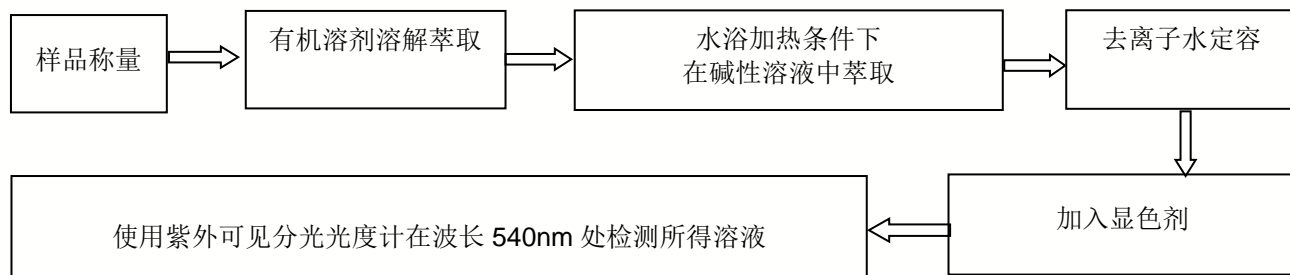 样品称量
有机溶剂溶解萃取
水浴加热条件下
在碱性溶液中萃取
去离子水定容
加入显色剂
使用紫外可见分光光度计在波长 540nm 处检测所得溶液